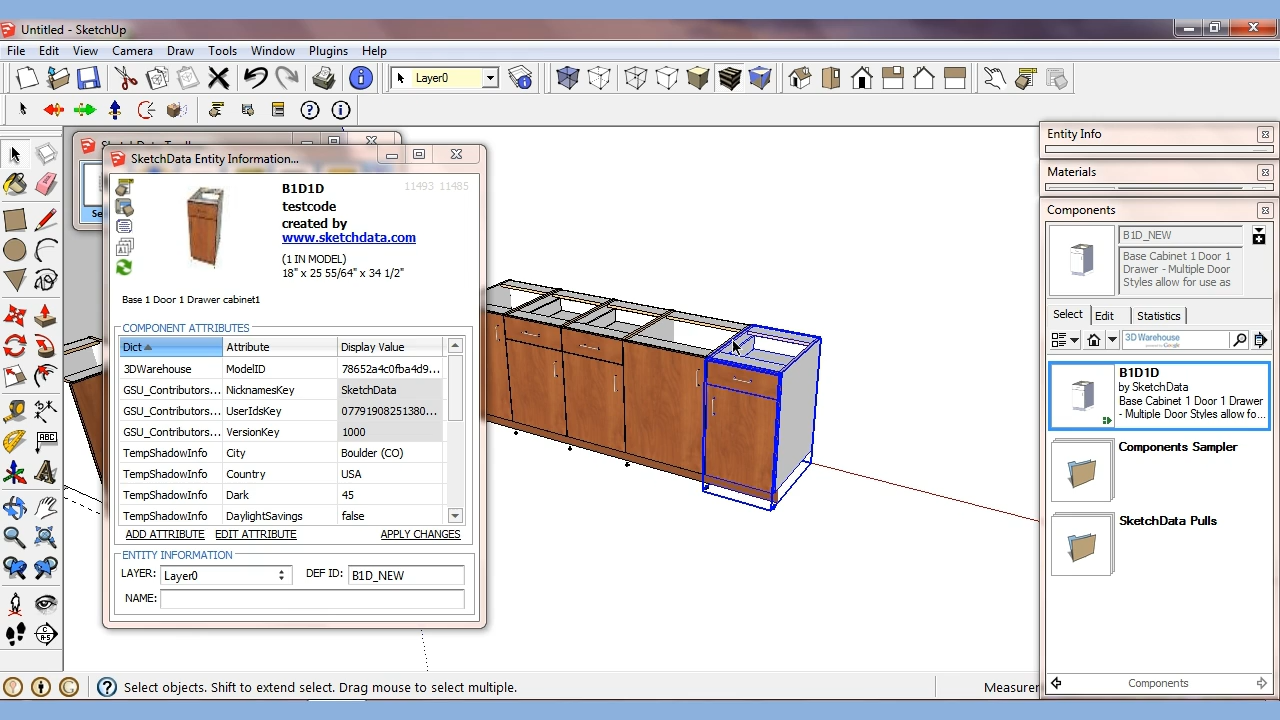 Untitled - SketchUp
File Edit View Camera Draw Tools Window Plugins Help
Layer0
SketchData Entity Information...
B1D1D
11493 11485
testcode
created by
www.sketchdata.com
(1 IN MODEL)
18" x 25 55/64" x 34 1/2"
Base 1 Door 1 Drawer cabinet1
COMPONENT ATTRIBUTES
Dict Attribute Display Value
3DWarehouse ModelID 78652a4c0fba4d9...
GSU_Contributors... NicknamesKey SketchData
GSU_Contributors... UserIdsKey 07791908251380...
GSU_Contributors... VersionKey 1000
TempShadowInfo City Boulder (CO)
TempShadowInfo Country USA
TempShadowInfo Dark 45
TempShadowInfo DaylightSavings false
ADD ATTRIBUTE EDIT ATTRIBUTE APPLY CHANGES
ENTITY INFORMATION
LAYER: Layer0 DEF ID: B1D_NEW
NAME:
Entity Info
Materials
Components
B1D_NEW
Base Cabinet 1 Door 1
Drawer - Multiple Door
Styles allow for use as
Select Edit Statistics
3D Warehouse
B1D1D
by SketchData
Base Cabinet 1 Door 1 Drawer
- Multiple Door Styles allow fo...
Components Sampler
SketchData Pulls
Components
Select objects. Shift to extend select. Drag mouse to select multiple.
Measurer